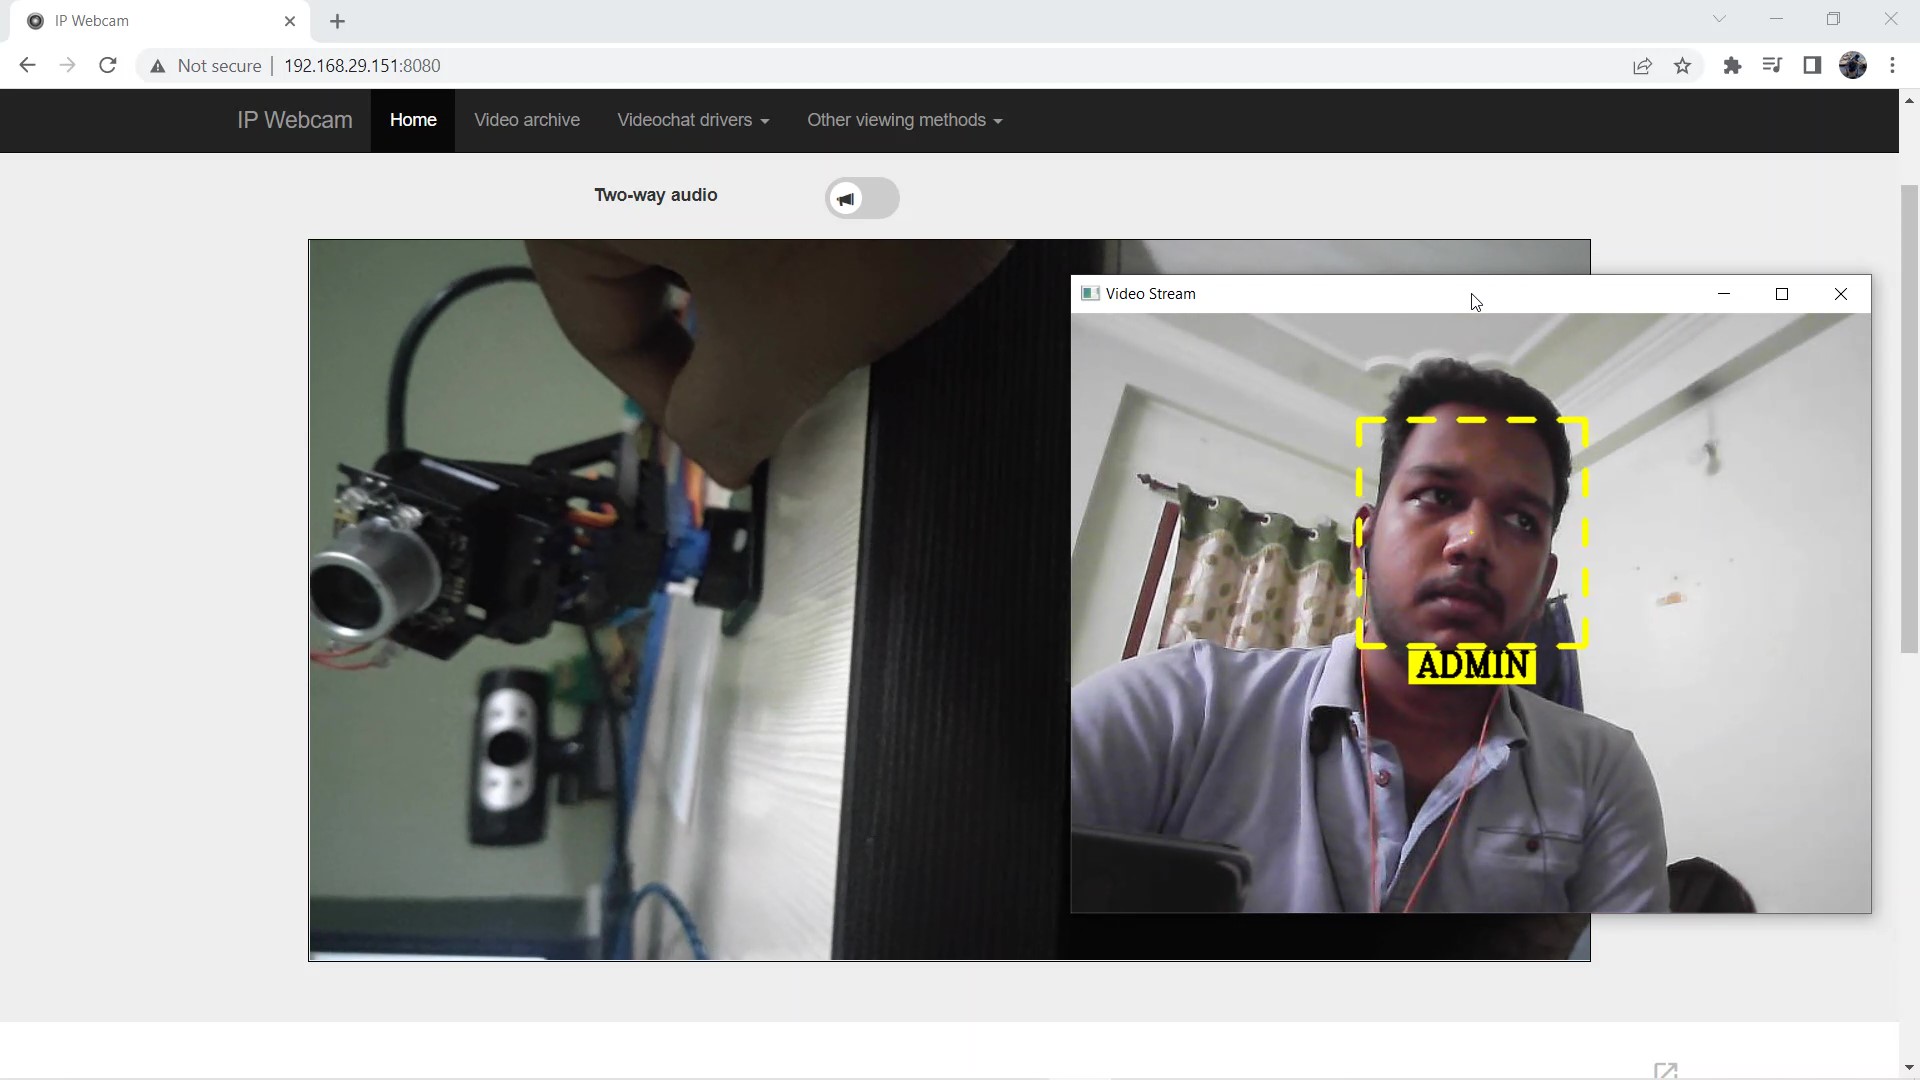 IP Webcam
Not secure
192.168.29.151:8080
IP Webcam
Home
Video archive
Videochat drivers
Other viewing methods
Two-way audio
Video Stream
ADMIN